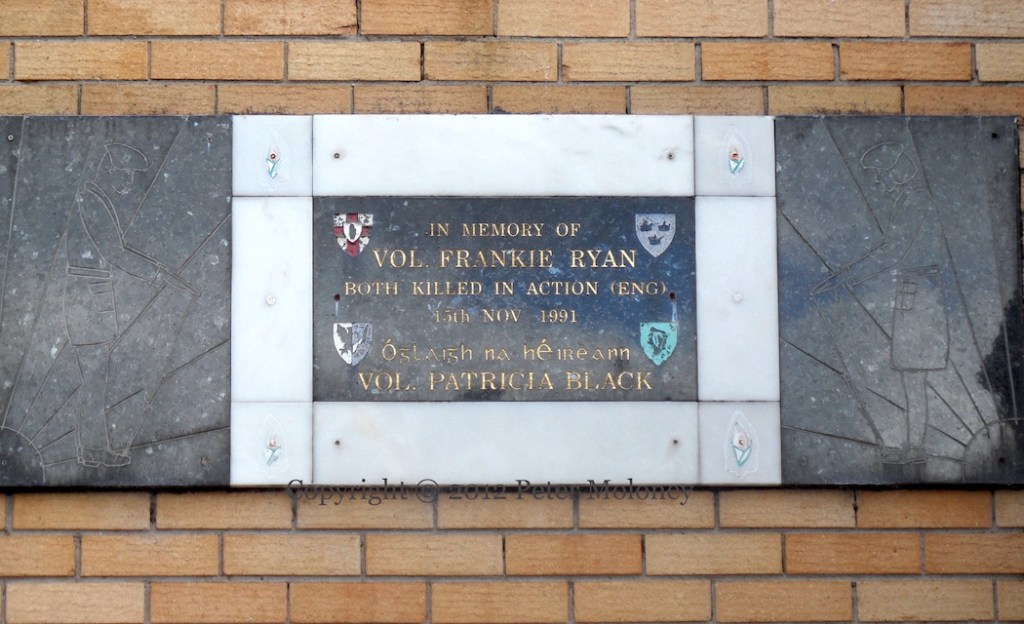 IN MEMORY OF
VOL. FRANKIE RYAN
BOTH KILLED IN ACTION (ENG)
15th NOV 1991
Óglaigh na hÉireann
VOL. PATRICIA BLACK
Copyright © 2012 Peter Moloney